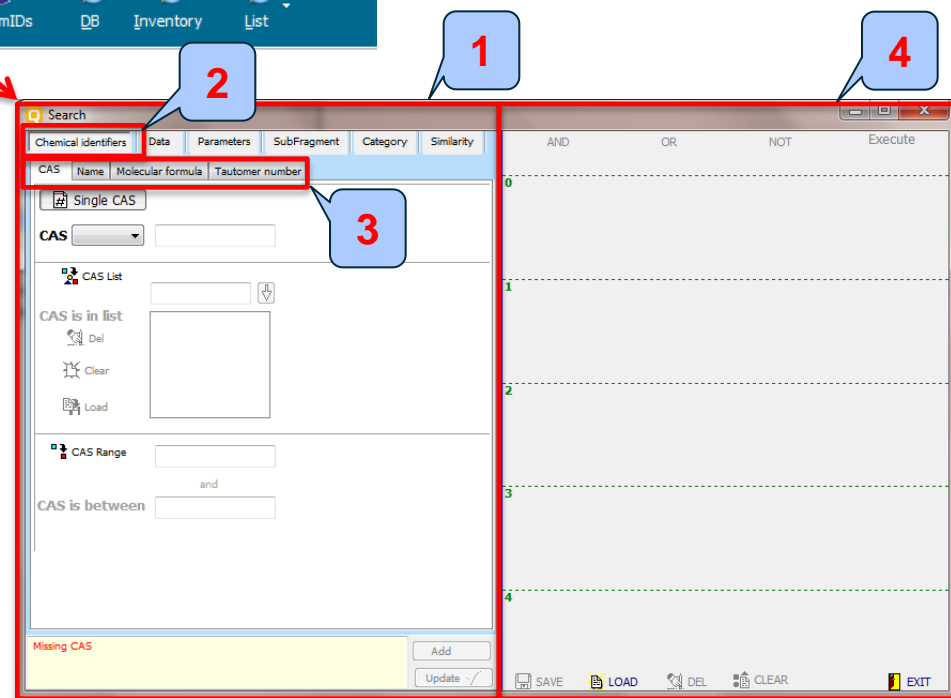 mIDs DB Inventory List
1
4
2
Search
Chemical identifiers Data Parameters SubFragment Category Similarity
AND OR NOT Execute
CAS Name Molecular formula Tautomer number
0
# Single CAS
3
CAS
CAS List
1
CAS is in list
Del
Clear
2
Load
CAS Range
and
3
CAS is between
4
Missing CAS
Add
Update
SAVE LOAD DEL CLEAR EXIT